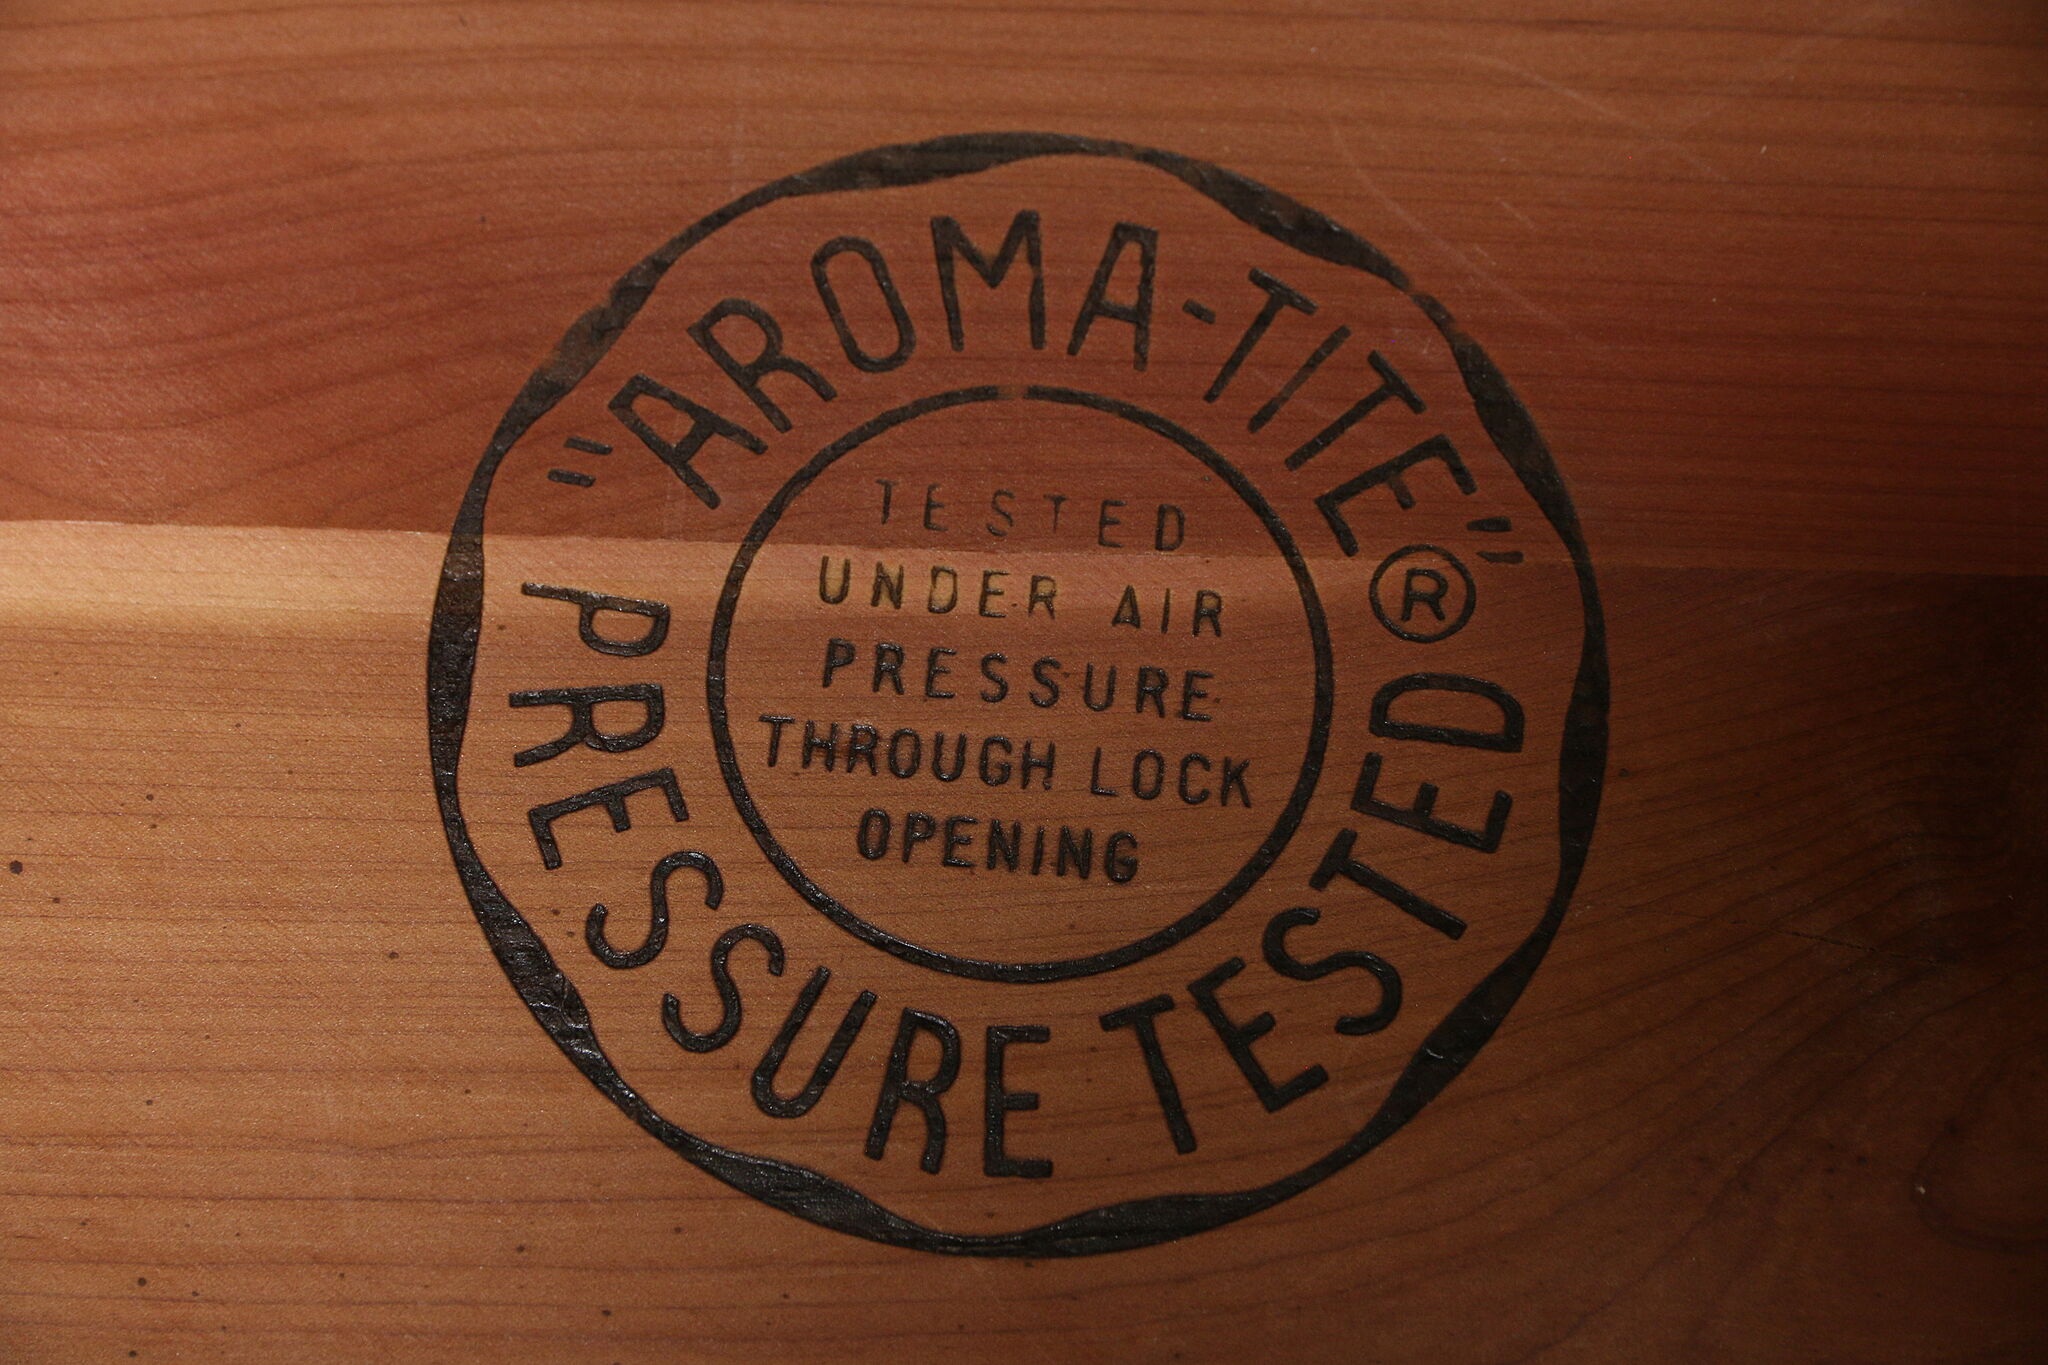 "AROMA-TITE"®
PRESSURE TESTED
TESTED
UNDER AIR
PRESSURE
THROUGH LOCK
OPENING